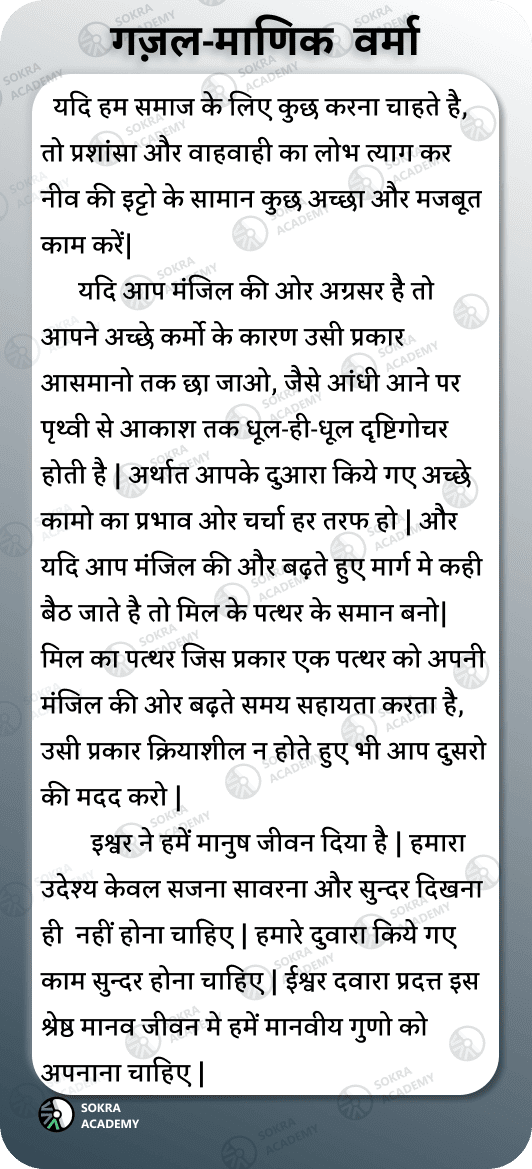 गज़ल-माणिक वर्मा
यदि हम समाज के लिए कुछ करना चाहते है,
तो प्रशांसा और वाहवाही का लोभ त्याग कर
नीव की इट्टो के सामान कुछ अच्छा और मजबूत
काम करें|
यदि आप मंजिल की ओर अग्रसर है तो
आपने अच्छे कर्मो के कारण उसी प्रकार
आसमानो तक छा जाओ, जैसे आंधी आने पर
पृथ्वी से आकाश तक धूल-ही-धूल दृष्टिगोचर
होती है | अर्थात आपके दुआरा किये गए अच्छे
कामो का प्रभाव ओर चर्चा हर तरफ हो | और
यदि आप मंजिल की और बढ़ते हुए मार्ग मे कही
बैठ जाते है तो मिल के पत्थर के समान बनो|
मिल का पत्थर जिस प्रकार एक पत्थर को अपनी
मंजिल की ओर बढ़ते समय सहायता करता है,
उसी प्रकार क्रियाशील न होते हुए भी आप दुसरो
की मदद करो |
इश्वर ने हमें मानुष जीवन दिया है | हमारा
उदेश्य केवल सजना सावरना और सुन्दर दिखना
ही नहीं होना चाहिए | हमारे दुवारा किये गए
काम सुन्दर होना चाहिए | ईश्वर दवारा प्रदत्त इस
श्रेष्ठ मानव जीवन मे हमें मानवीय गुणो को
अपनाना चाहिए |
SOKRA
ACADEMY